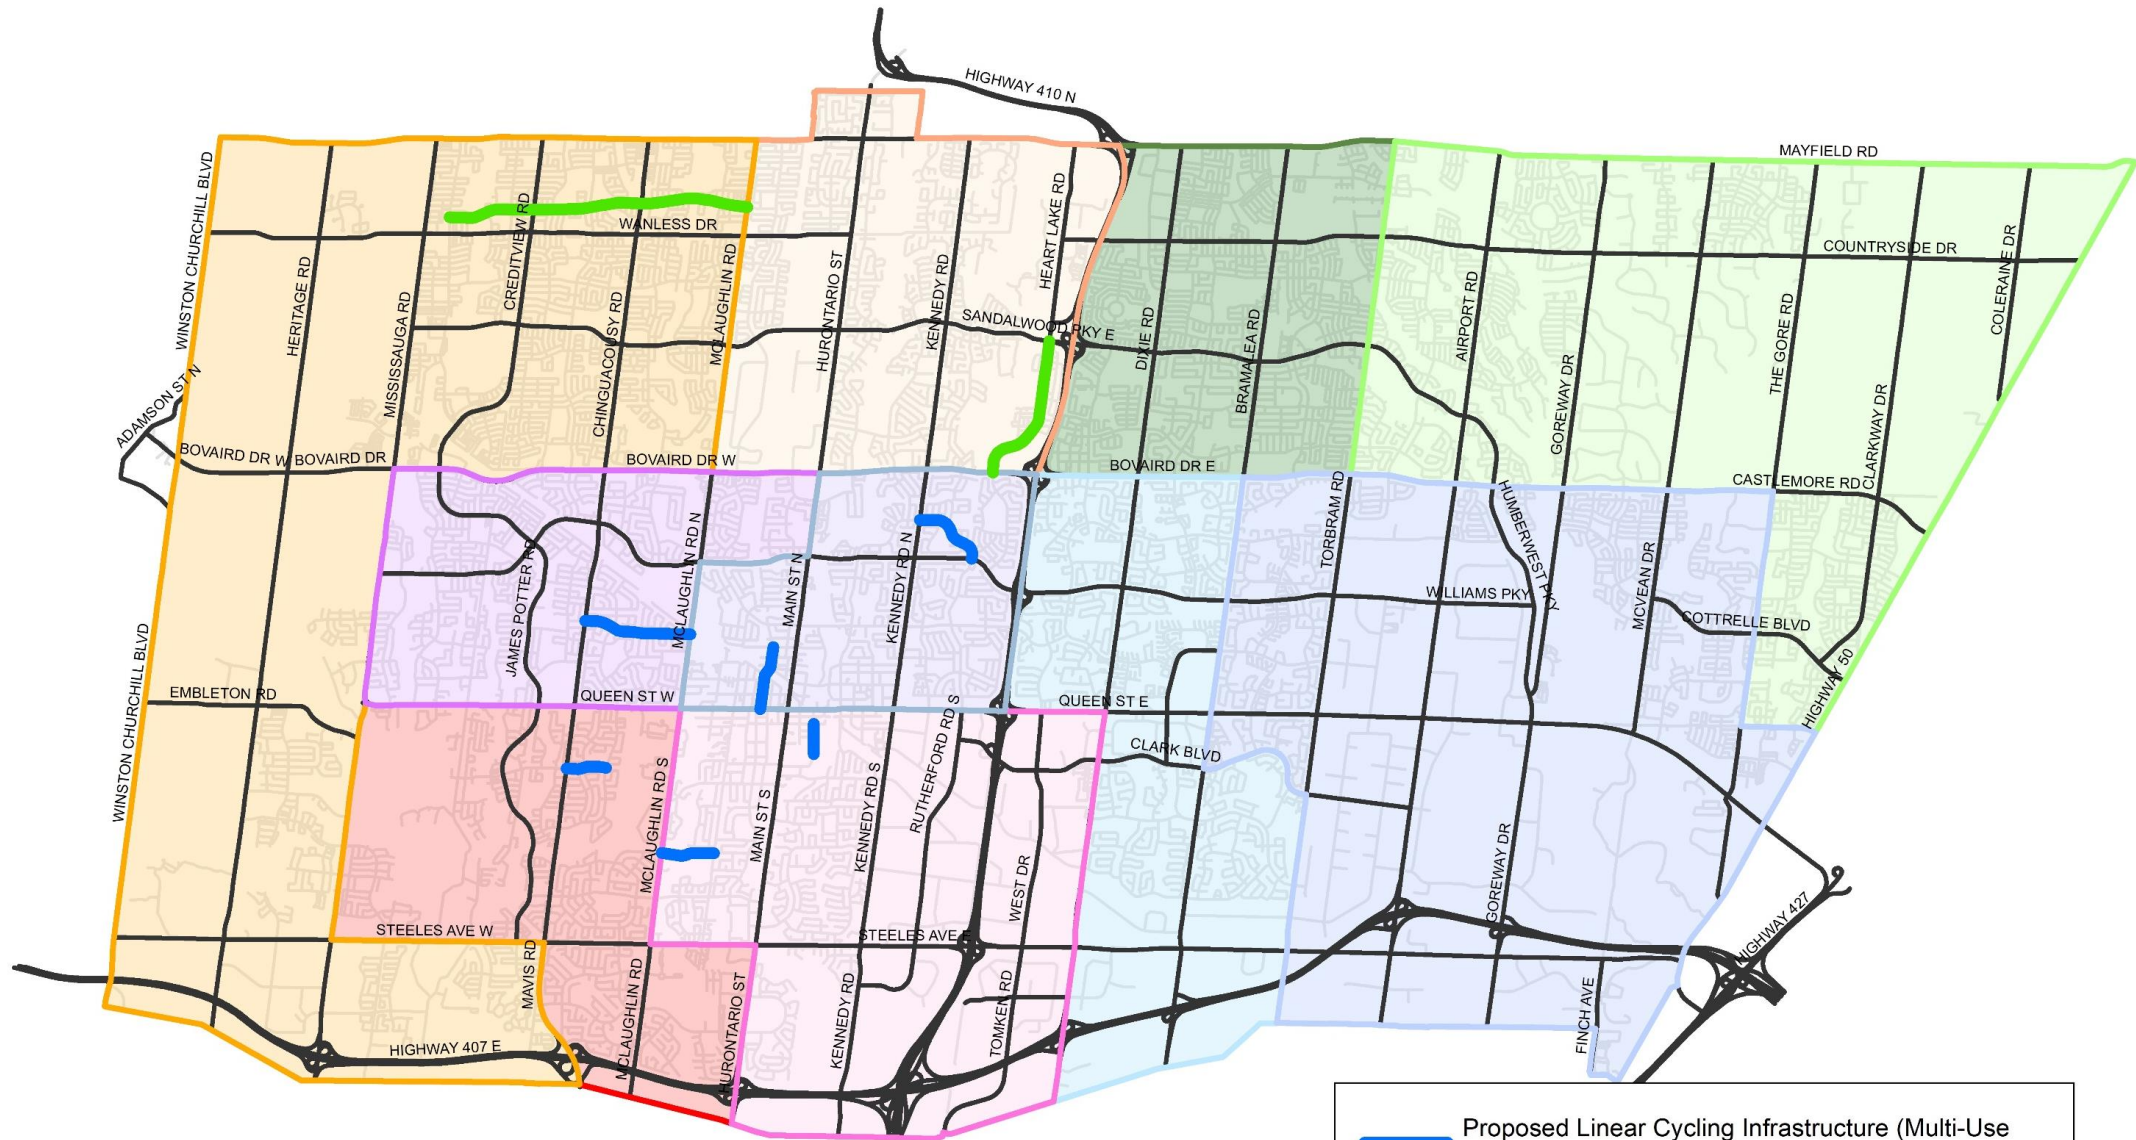 HIGHWAY 410 N
MAYFIELD RD
WINSTON CHURCHILL BLVD
HERITAGE RD
MISSISSAUGA RD
CREDITVIEW RD
CHINGUACOUSY RD
WANLESS DR
MCLAUGHLIN RD
HURONTARIO ST
KENNEDY RD
HEART LAKE RD
SANDALWOOD PKY E
DIXIE RD
BRAMALEA RD
AIRPORT RD
GOREWAY DR
THE GORE RD
COUNTRYSIDE DR
COLERAINE DR
CLARKWAY DR
ADAMSON ST N
BOVAIRD DR W
BOVAIRD DR
BOVAIRD DR W
BOVAIRD DR E
CASTLEMORE RD
TORBRAM RD
HUMBERWEST PKY
JAMES POTTER RD
MCLAUGHLIN RD N
MAIN ST N
KENNEDY RD N
WILLIAMS PKY
MCVEAN DR
COTTRELLE BLVD
HIGHWAY 50
WINSTON CHURCHILL BLVD
EMBLETON RD
QUEEN ST W
QUEEN ST E
RUTHERFORD RD S
CLARK BLVD
MCLAUGHLIN RD S
MAIN ST S
KENNEDY RD S
WEST DR
GOREWAY DR
STEELES AVE W
STEELES AVE E
HIGHWAY 427
MAVIS RD
MCLAUGHLIN RD
HURONTARIO ST
KENNEDY RD
TOMKEN RD
FINCH AVE
HIGHWAY 407 E
Proposed Linear Cycling Infrastructure (Multi-Use